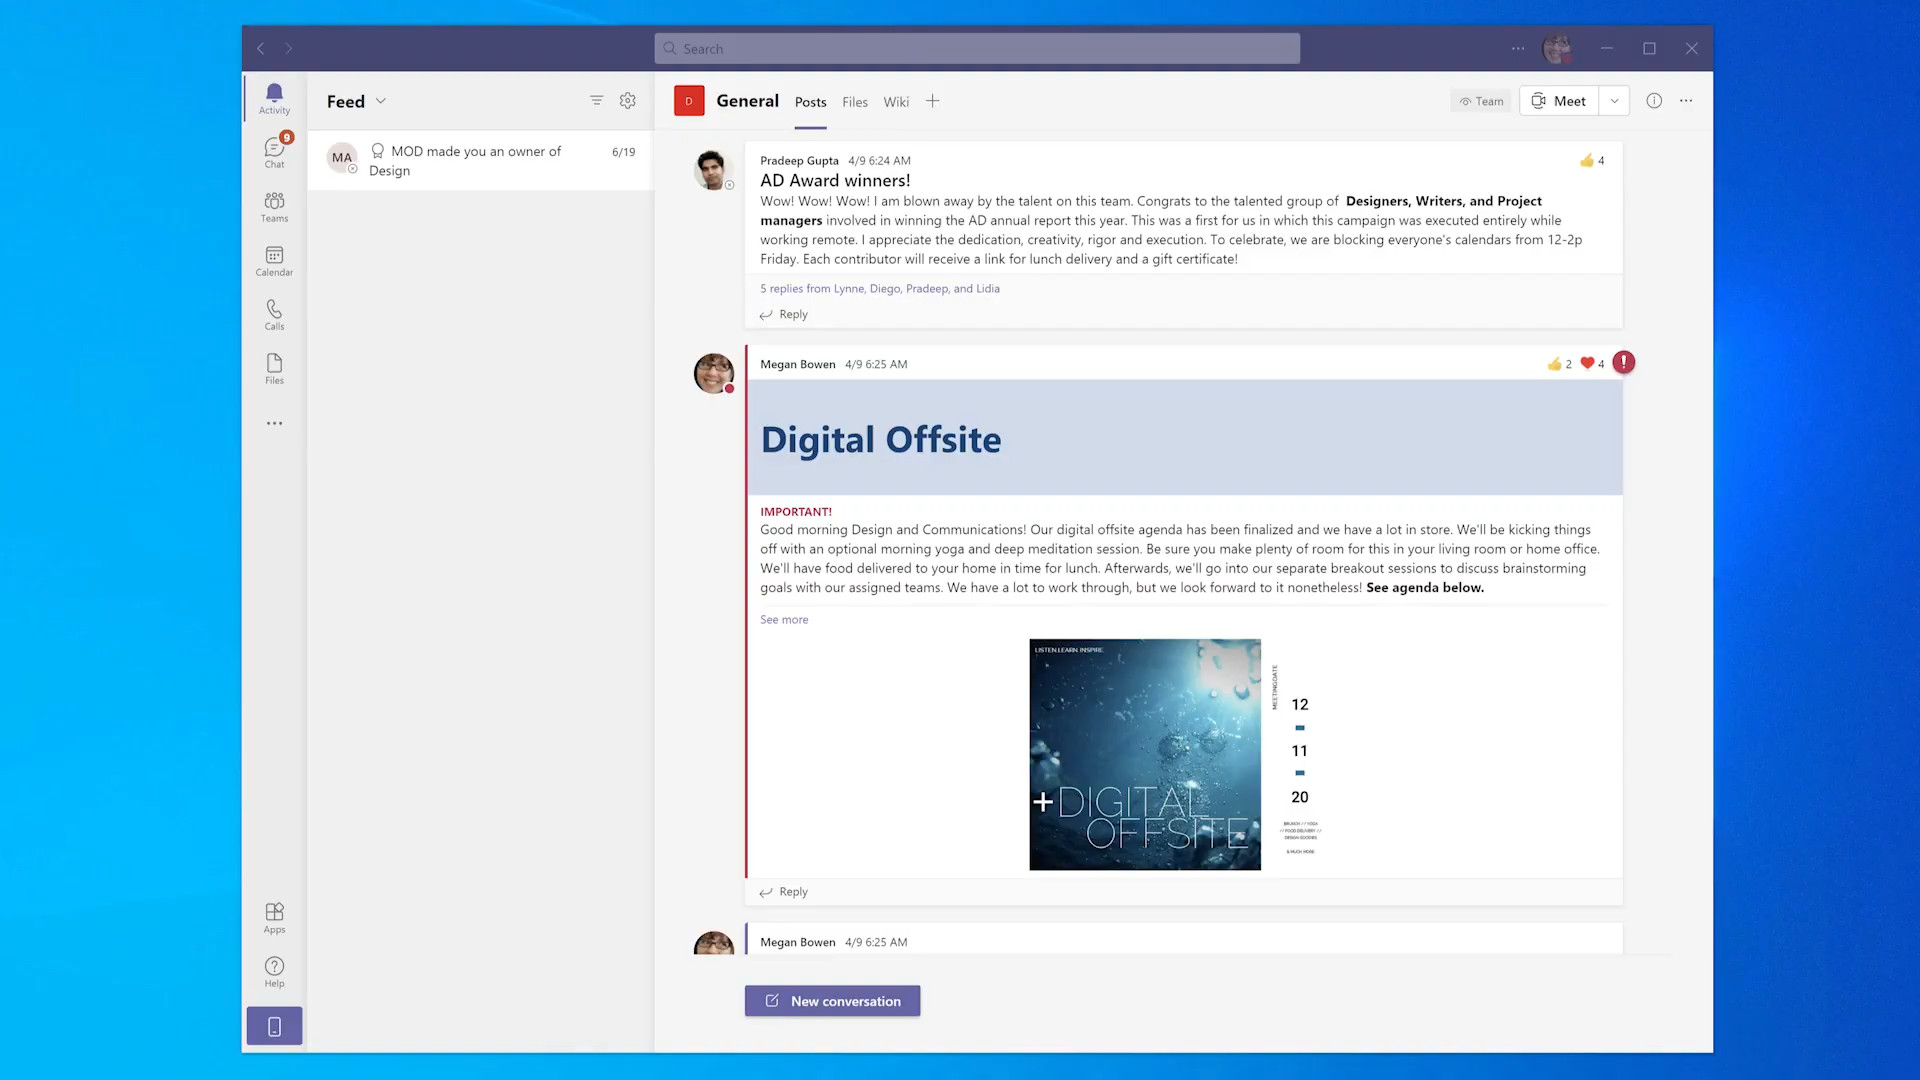 Search
Activity
9
Chat
Teams
Calendar
Calls
Files
Apps
Help
Feed
MA
MOD made you an owner of
Design
6/19
D
General
Posts
Files
Wiki
Team
Meet
Pradeep Gupta 4/9 6:24 AM
4
AD Award winners!
Wow! Wow! Wow! I am blown away by the talent on this team. Congrats to the talented group of Designers, Writers, and Project
managers involved in winning the AD annual report this year. This was a first for us in which this campaign was executed entirely while
working remote. I appreciate the dedication, creativity, rigor and execution. To celebrate, we are blocking everyone's calendars from 12-2p
Friday. Each contributor will receive a link for lunch delivery and a gift certificate!
5 replies from Lynne, Diego, Pradeep, and Lidia
Reply
Megan Bowen 4/9 6:25 AM
2 4
Digital Offsite
IMPORTANT!
Good morning Design and Communications! Our digital offsite agenda has been finalized and we have a lot in store. We'll be kicking things
off with an optional morning yoga and deep meditation session. Be sure you make plenty of room for this in your living room or home office.
We'll have food delivered to your home in time for lunch. Afterwards, we'll go into our separate breakout sessions to discuss brainstorming
goals with our assigned teams. We have a lot to work through, but we look forward to it nonetheless! See agenda below.
See more
LISTEN.LEARN.INSPIRE
+DIGITAL
OFFSITE
MEETING DATE
12
11
20
BRUNCH // YOGA
// FOOD DELIVERY //
DESIGN GOODIES
& MUCH MORE
Reply
Megan Bowen 4/9 6:25 AM
New conversation